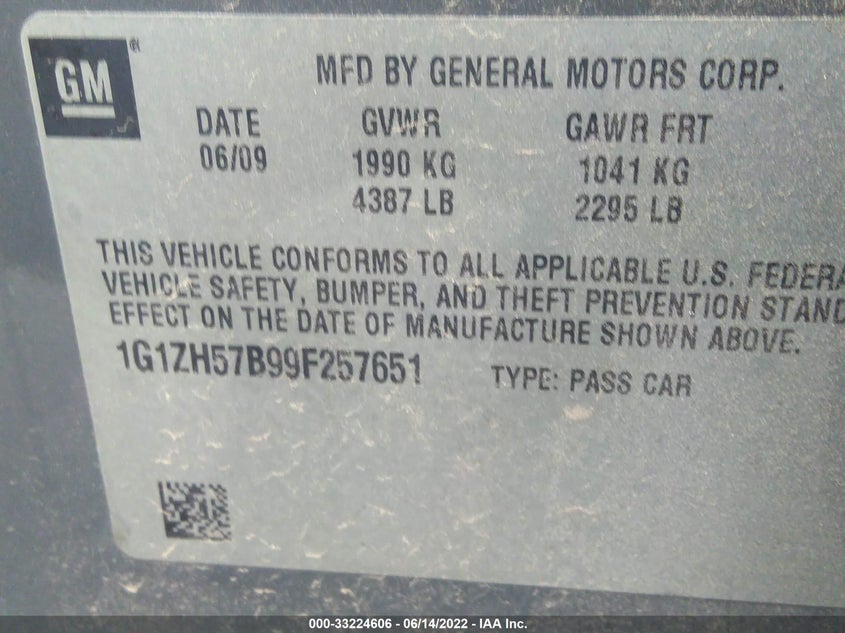 GM
MFD BY GENERAL MOTORS CORP.
DATE GVWR GAWR FRT
06/09 1990 KG 1041 KG
4387 LB 2295 LB
THIS VEHICLE CONFORMS TO ALL APPLICABLE U.S. FEDERA
VEHICLE SAFETY, BUMPER, AND THEFT PREVENTION STAND
EFFECT ON THE DATE OF MANUFACTURE SHOWN ABOVE.
1G1ZH57B99F257651 TYPE: PASS CAR
000-33224606 - 06/14/2022 - IAA Inc.